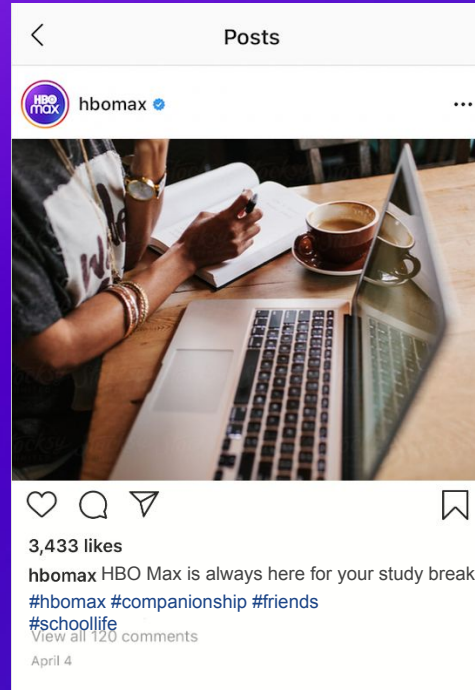 Posts
HBO
max
hbomax
3,433 likes
hbomax HBO Max is always here for your study break
#hbomax #companionship #friends
#schoollife
View all 120 comments
April 4